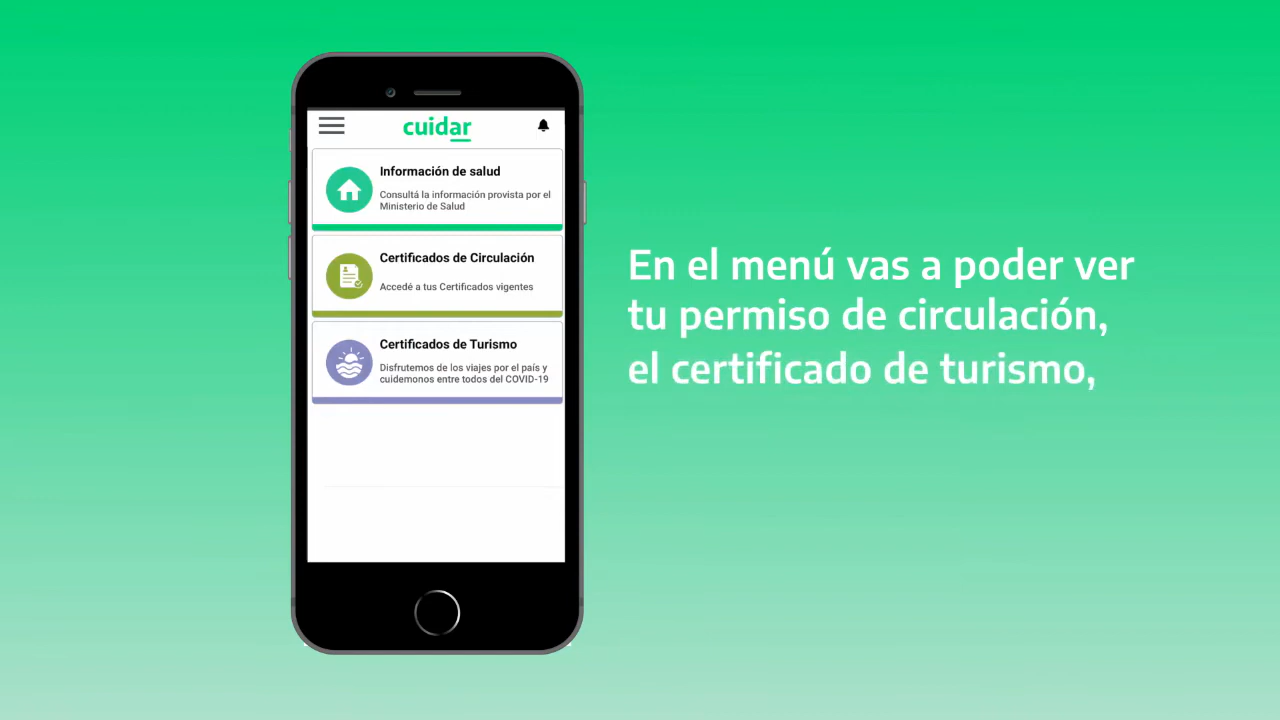 cuidar
Información de salud
Consultá la información provista por el
Ministerio de Salud
Certificados de Circulación
Accedé a tus Certificados vigentes
Certificados de Turismo
Disfrutemos de los viajes por el país y
cuidemonos entre todos del COVID-19
En el menú vas a poder ver
tu permiso de circulación,
el certificado de turismo,